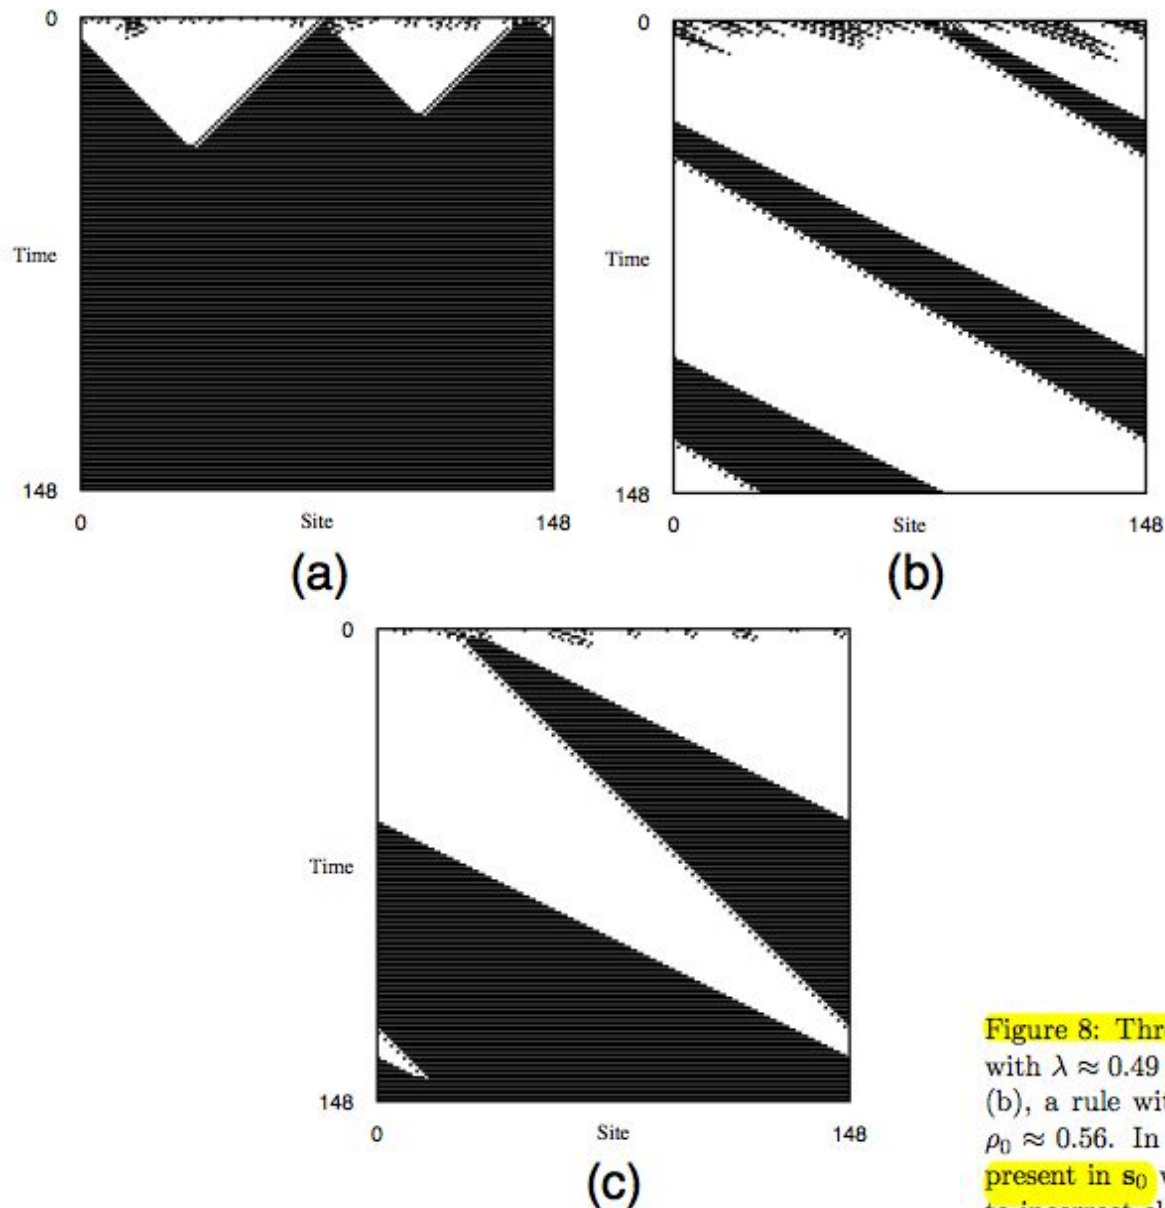 0
Time
148
0 Site 148
(a)
0
Time
148
0 Site 148
(b)
0
Time
148
0 Site 148
(c)
Figure 8: Thr
with λ ≈ 0.49
(b), a rule wit
ρ₀ ≈ 0.56. In
present in s₀